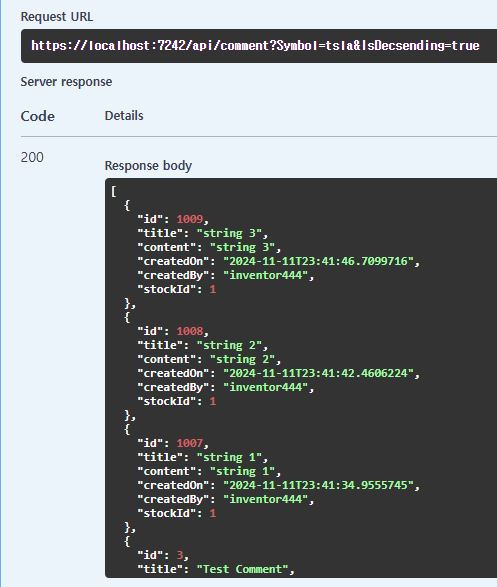 Request URL
https://localhost:7242/api/comment?Symbol=tsla&IsDecsending=true
Server response
Code Details
200
Response body
[
  {
    "id": 1009,
    "title": "string 3",
    "content": "string 3",
    "createdOn": "2024-11-11T23:41:46.7099716",
    "createdBy": "inventor444",
    "stockId": 1
  },
  {
    "id": 1008,
    "title": "string 2",
    "content": "string 2",
    "createdOn": "2024-11-11T23:41:42.4606224",
    "createdBy": "inventor444",
    "stockId": 1
  },
  {
    "id": 1007,
    "title": "string 1",
    "content": "string 1",
    "createdOn": "2024-11-11T23:41:34.9555745",
    "createdBy": "inventor444",
    "stockId": 1
  },
  {
    "id": 3,
    "title": "Test Comment",